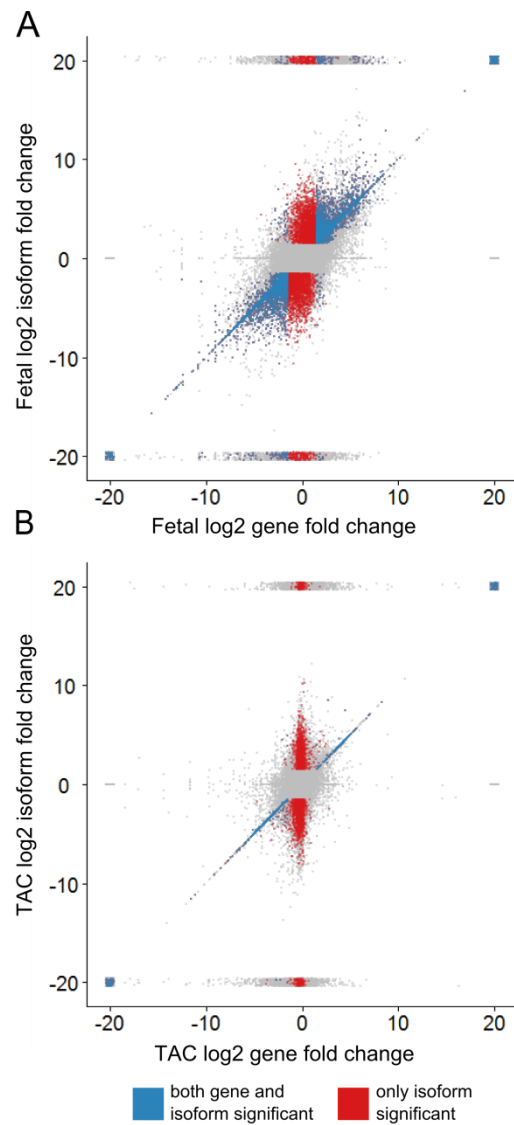 A
20
10
0
-10
-20
Fetal log2 isoform fold change
-20
-10
0
10
20
Fetal log2 gene fold change
B
20
10
0
-10
-20
TAC log2 isoform fold change
-20
-10
0
10
20
TAC log2 gene fold change
both gene and
isoform significant
only isoform
significant